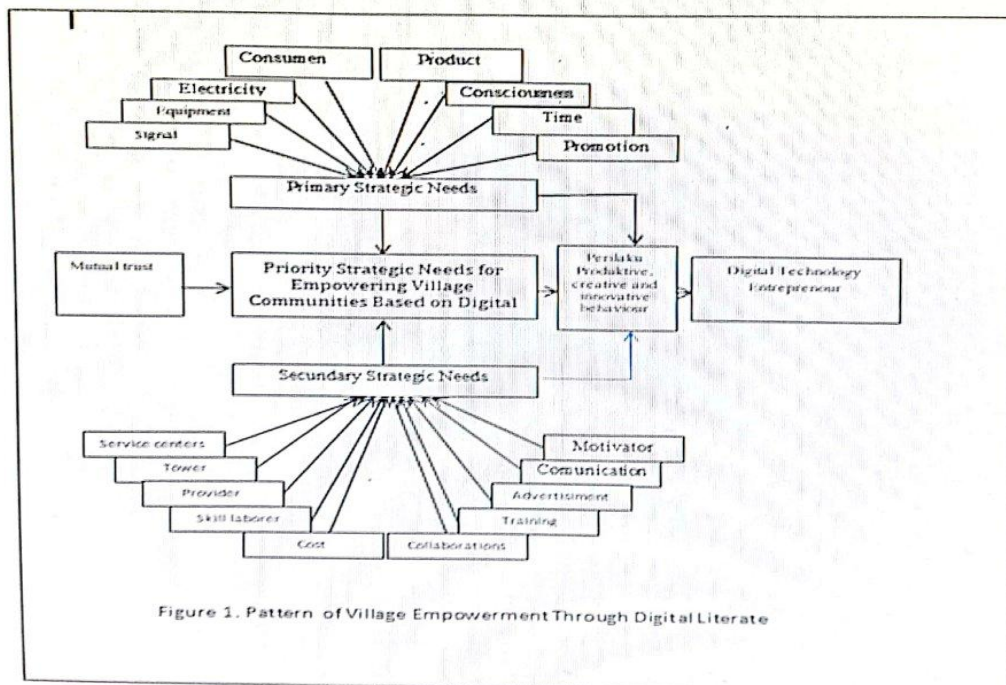 Consumen
Product
Electricity
Consciousness
Equipment
Time
Signal
Promotion
Primary Strategic Needs
Mutual trust
Priority Strategic Needs for
Empowering Village
Communities Based on Digital
Perilaku
Produktive,
creative and
innovative
behaviour
Digital Technology
Entreprenour
Secundary Strategic Needs
Service centers
Motivator
Tower
Comunication
Provider
Advertisiment
Skill laborer
Training
Cost
Collaborations
Figure 1. Pattern of Village Empowerment Through Digital Literate